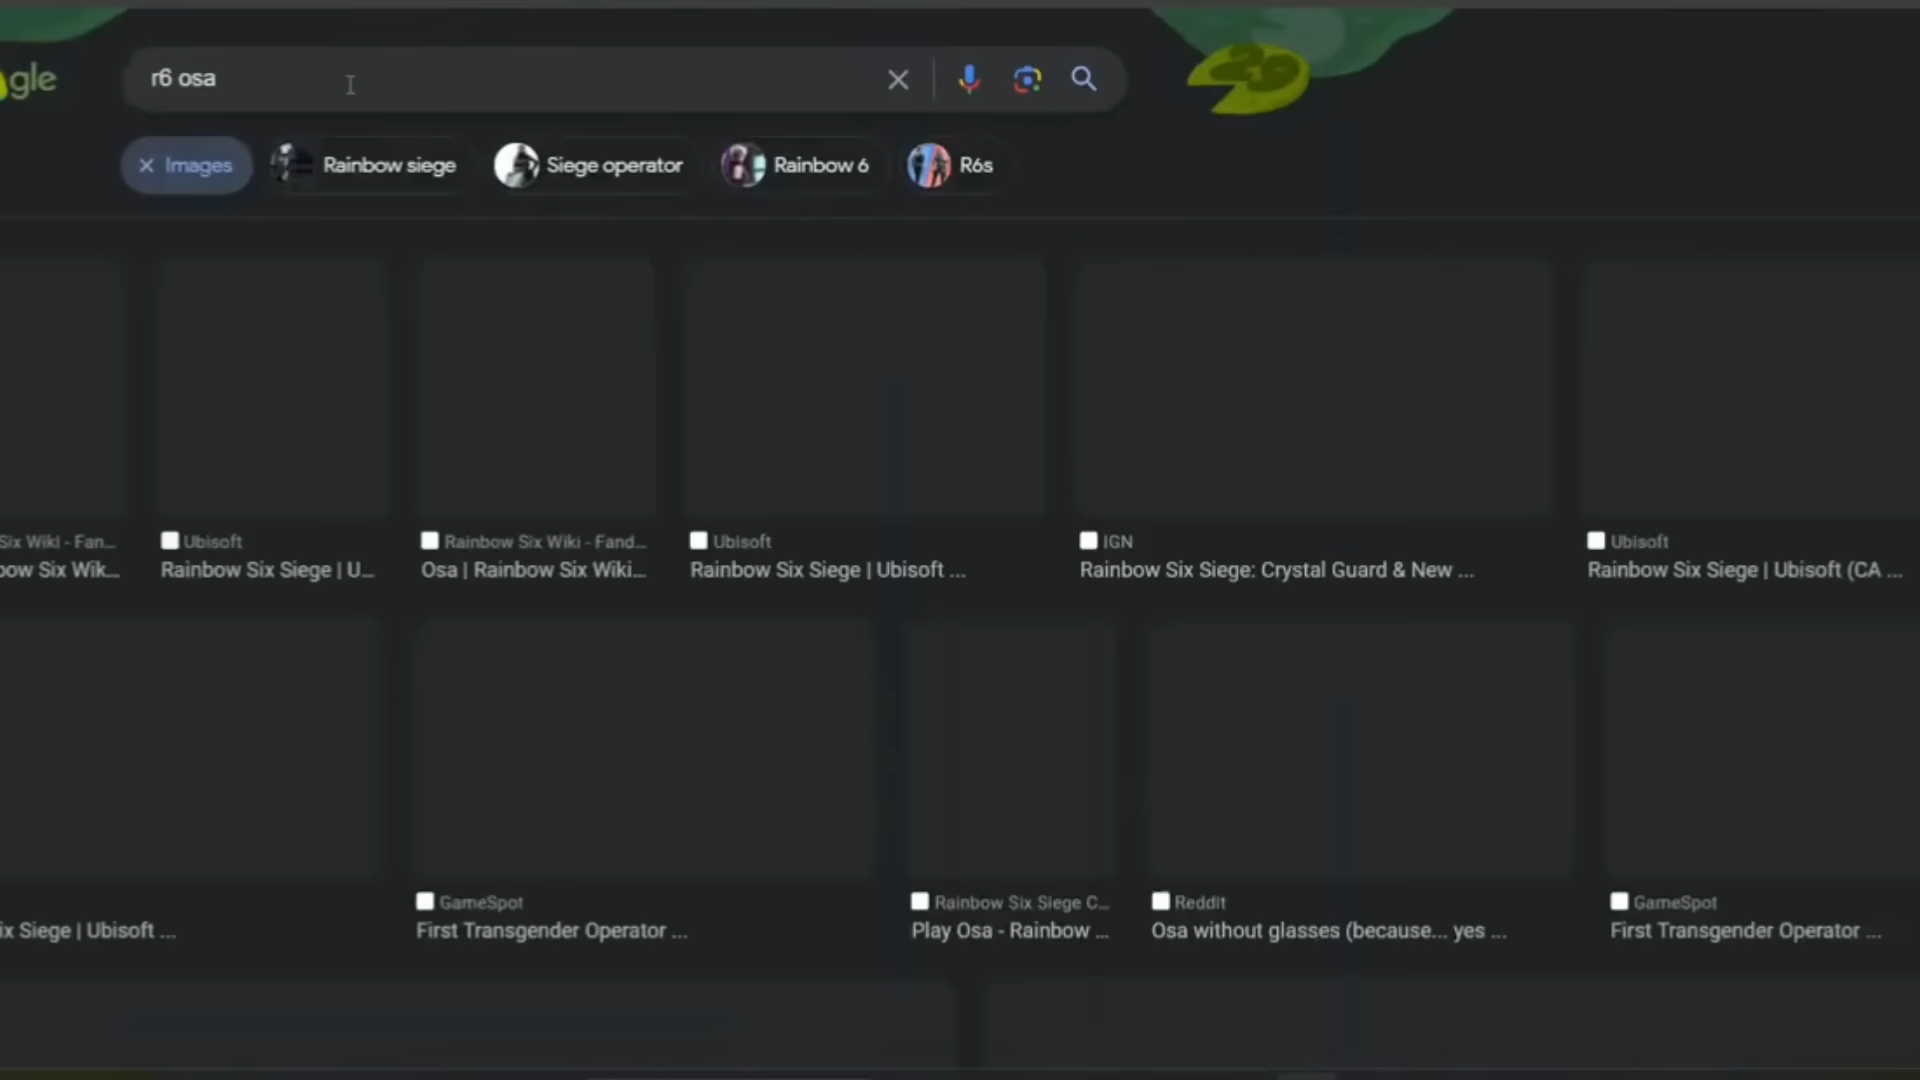 gle
r6 osa
29
Images
Rainbow siege
Siege operator
Rainbow 6
R6s
Six Wiki - Fan...
bow Six Wik...
Ubisoft
Rainbow Six Siege | U...
Rainbow Six Wiki - Fand...
Osa | Rainbow Six Wiki...
Ubisoft
Rainbow Six Siege | Ubisoft ...
IGN
Rainbow Six Siege: Crystal Guard & New ...
Ubisoft
Rainbow Six Siege | Ubisoft (CA ...
ix Siege | Ubisoft ...
GameSpot
First Transgender Operator ...
Rainbow Six Siege C...
Play Osa - Rainbow ...
Reddit
Osa without glasses (because... yes ...
GameSpot
First Transgender Operator ...